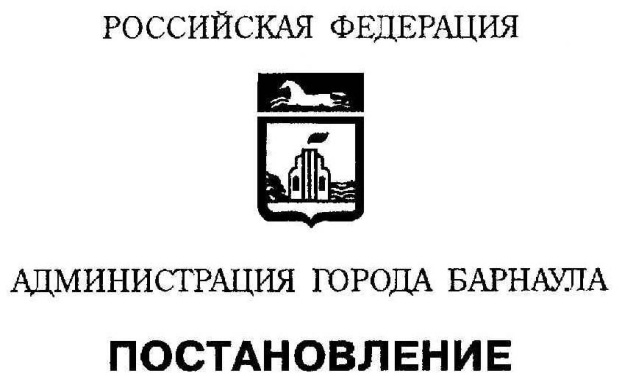 РОССИЙСКАЯ ФЕДЕРАЦИЯ
АДМИНИСТРАЦИЯ ГОРОДА БАРНАУЛА
ПОСТАНОВЛЕНИЕ